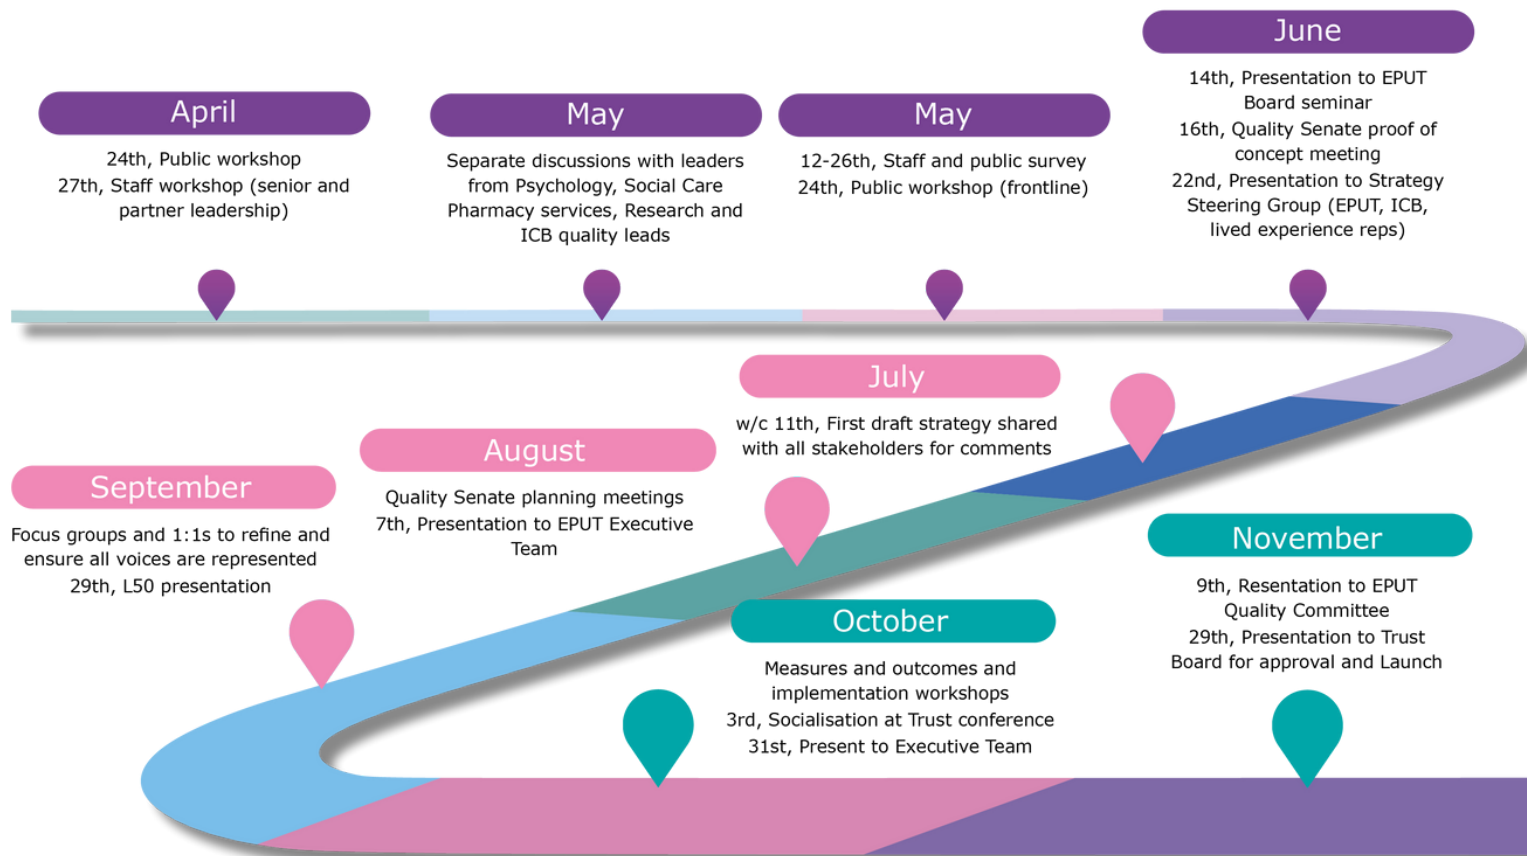 April
24th, Public workshop
27th, Staff workshop (senior and
partner leadership)
May
Separate discussions with leaders
from Psychology, Social Care
Pharmacy services, Research and
ICB quality leads
May
12-26th, Staff and public survey
24th, Public workshop (frontline)
June
14th, Presentation to EPUT
Board seminar
16th, Quality Senate proof of
concept meeting
22nd, Presentation to Strategy
Steering Group (EPUT, ICB,
lived experience reps)
July
w/c 11th, First draft strategy shared
with all stakeholders for comments
August
Quality Senate planning meetings
7th, Presentation to EPUT Executive
Team
September
Focus groups and 1:1s to refine and
ensure all voices are represented
29th, L50 presentation
October
Measures and outcomes and
implementation workshops
3rd, Socialisation at Trust conference
31st, Present to Executive Team
November
9th, Resentation to EPUT
Quality Committee
29th, Presentation to Trust
Board for approval and Launch